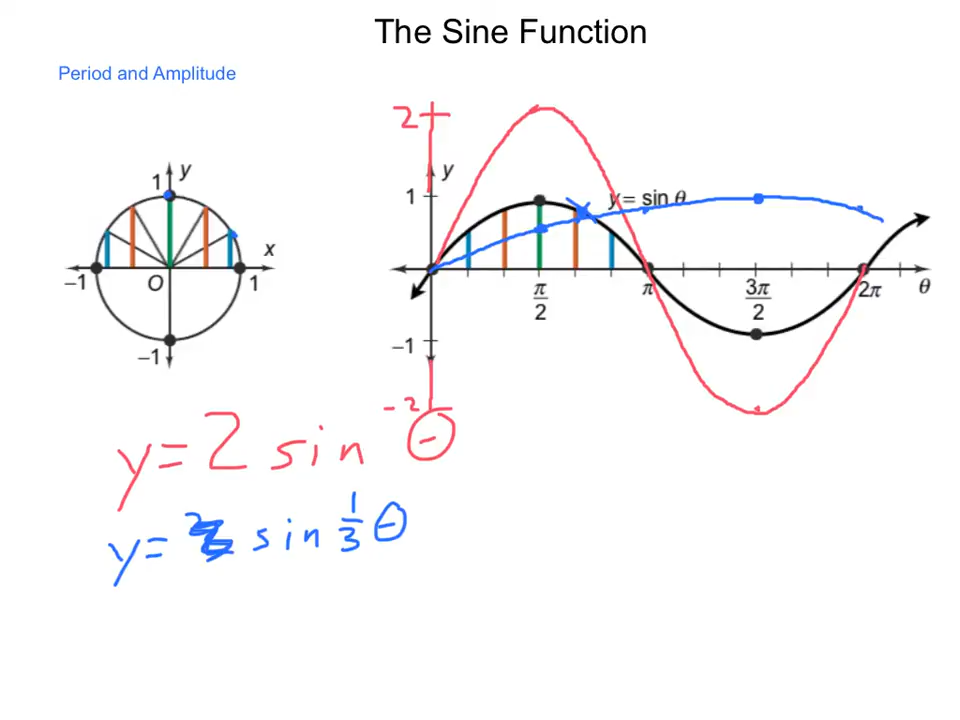 The Sine Function
Period and Amplitude
2
y
1
y = sin θ
1
y
x
-1
O
1
-1
π/2
π
3π/2
2π
θ
-1
-2
y = 2 sin θ
y = sin 1/3 θ